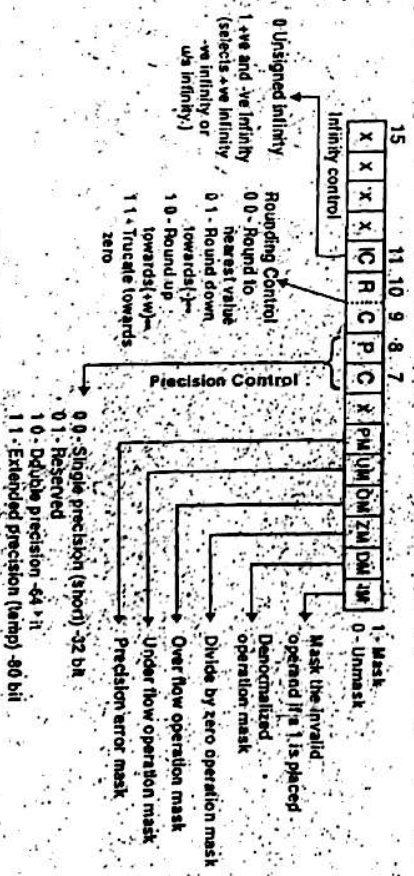 15 11 10 9 8 7
X X X X IC R C P C X PM UM OM ZM DM IM
1 - Mask
0 - Unmask
Infinity control
0 Unsigned infinity
1 +ve and -ve infinity
(selects +ve infinity
-ve infinity or
u/s infinity.)
Rounding Control
0 0 - Round to
nearest value
0 1 - Round down
towards(-)∞
1 0 - Round up
towards(+w)∞
1 1 - Trucate towards
zero
Precision Control
0 0 - Single precision (short) -32 bit
0 1 - Reserved
1 0 - Double precision -64 bit
1 1 - Extended precision (temp) -80 bit
Mask the invalid
operand if a 1 is placed
Denormalized
operation mask
Divide by zero operation mask
Over flow operation mask
Under flow operation mask
Precision error mask